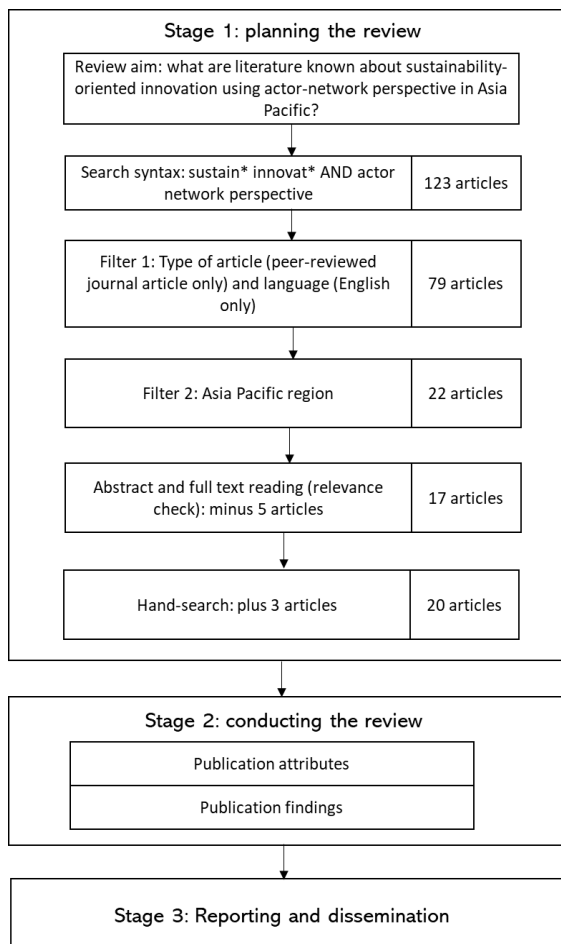 Stage 1: planning the review
Review aim: what are literature known about sustainability-
oriented innovation using actor-network perspective in Asia
Pacific?
Search syntax: sustain* innovat* AND actor
network perspective
123 articles
Filter 1: Type of article (peer-reviewed
journal article only) and language (English
only)
79 articles
Filter 2: Asia Pacific region
22 articles
Abstract and full text reading (relevance
check): minus 5 articles
17 articles
Hand-search: plus 3 articles
20 articles
Stage 2: conducting the review
Publication attributes
Publication findings
Stage 3: Reporting and dissemination